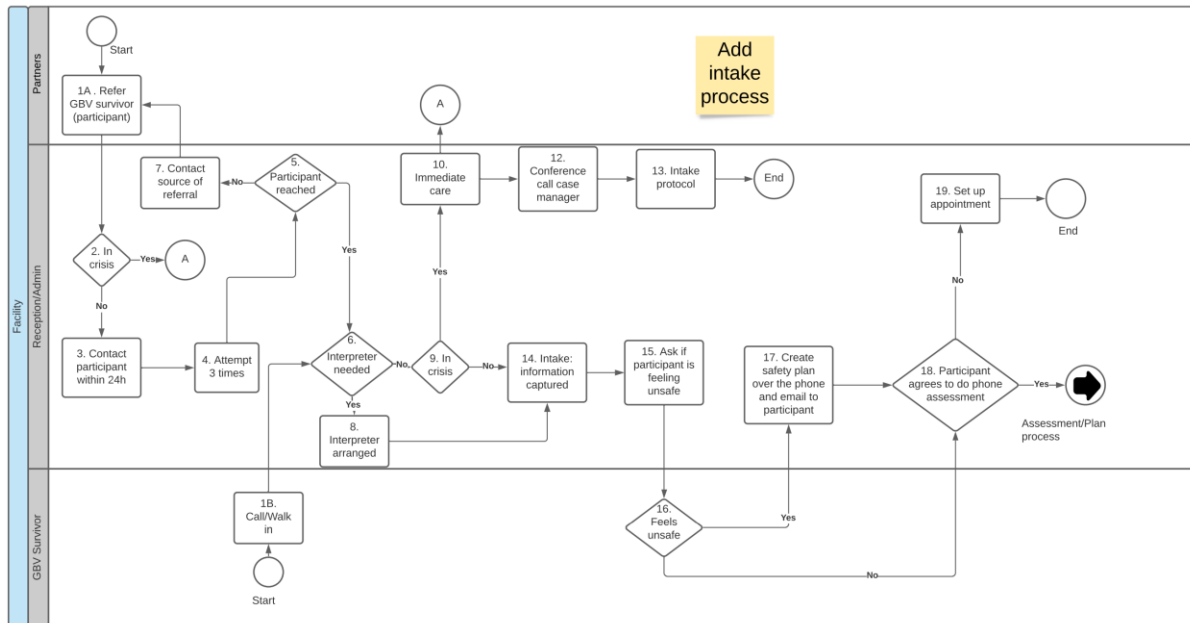 Facility
Partners
Reception/Admin
GBV Survivor
Start
1A . Refer
GBV survivor
(participant)
Add
intake
process
A
7. Contact
source of
referral
No
5.
Participant
reached
10.
Immediate
care
12.
Conference
call case
manager
13. Intake
protocol
End
19. Set up
appointment
End
2. In
crisis
Yes
A
Yes
Yes
No
No
3. Contact
participant
within 24h
4. Attempt
3 times
6.
Interpreter
needed
No
9. In
crisis
No
14. Intake:
information
captured
15. Ask if
participant is
feeling
unsafe
17. Create
safety plan
over the phone
and email to
participant
18. Participant
agrees to do phone
assessment
Yes
Assessment/Plan
process
Yes
8.
Interpreter
arranged
1B.
Call/Walk
in
Start
16.
Feels
unsafe
Yes
No